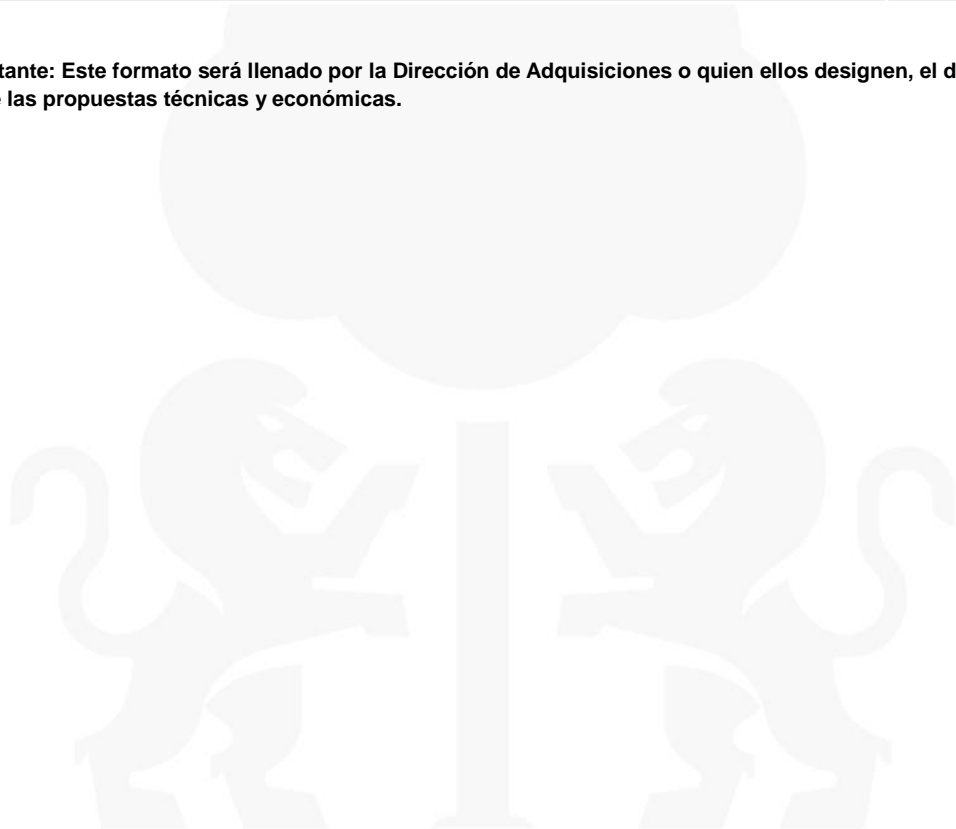 tante: Este formato será llenado por la Dirección de Adquisiciones o quien ellos designen, el d
las propuestas técnicas y económicas.